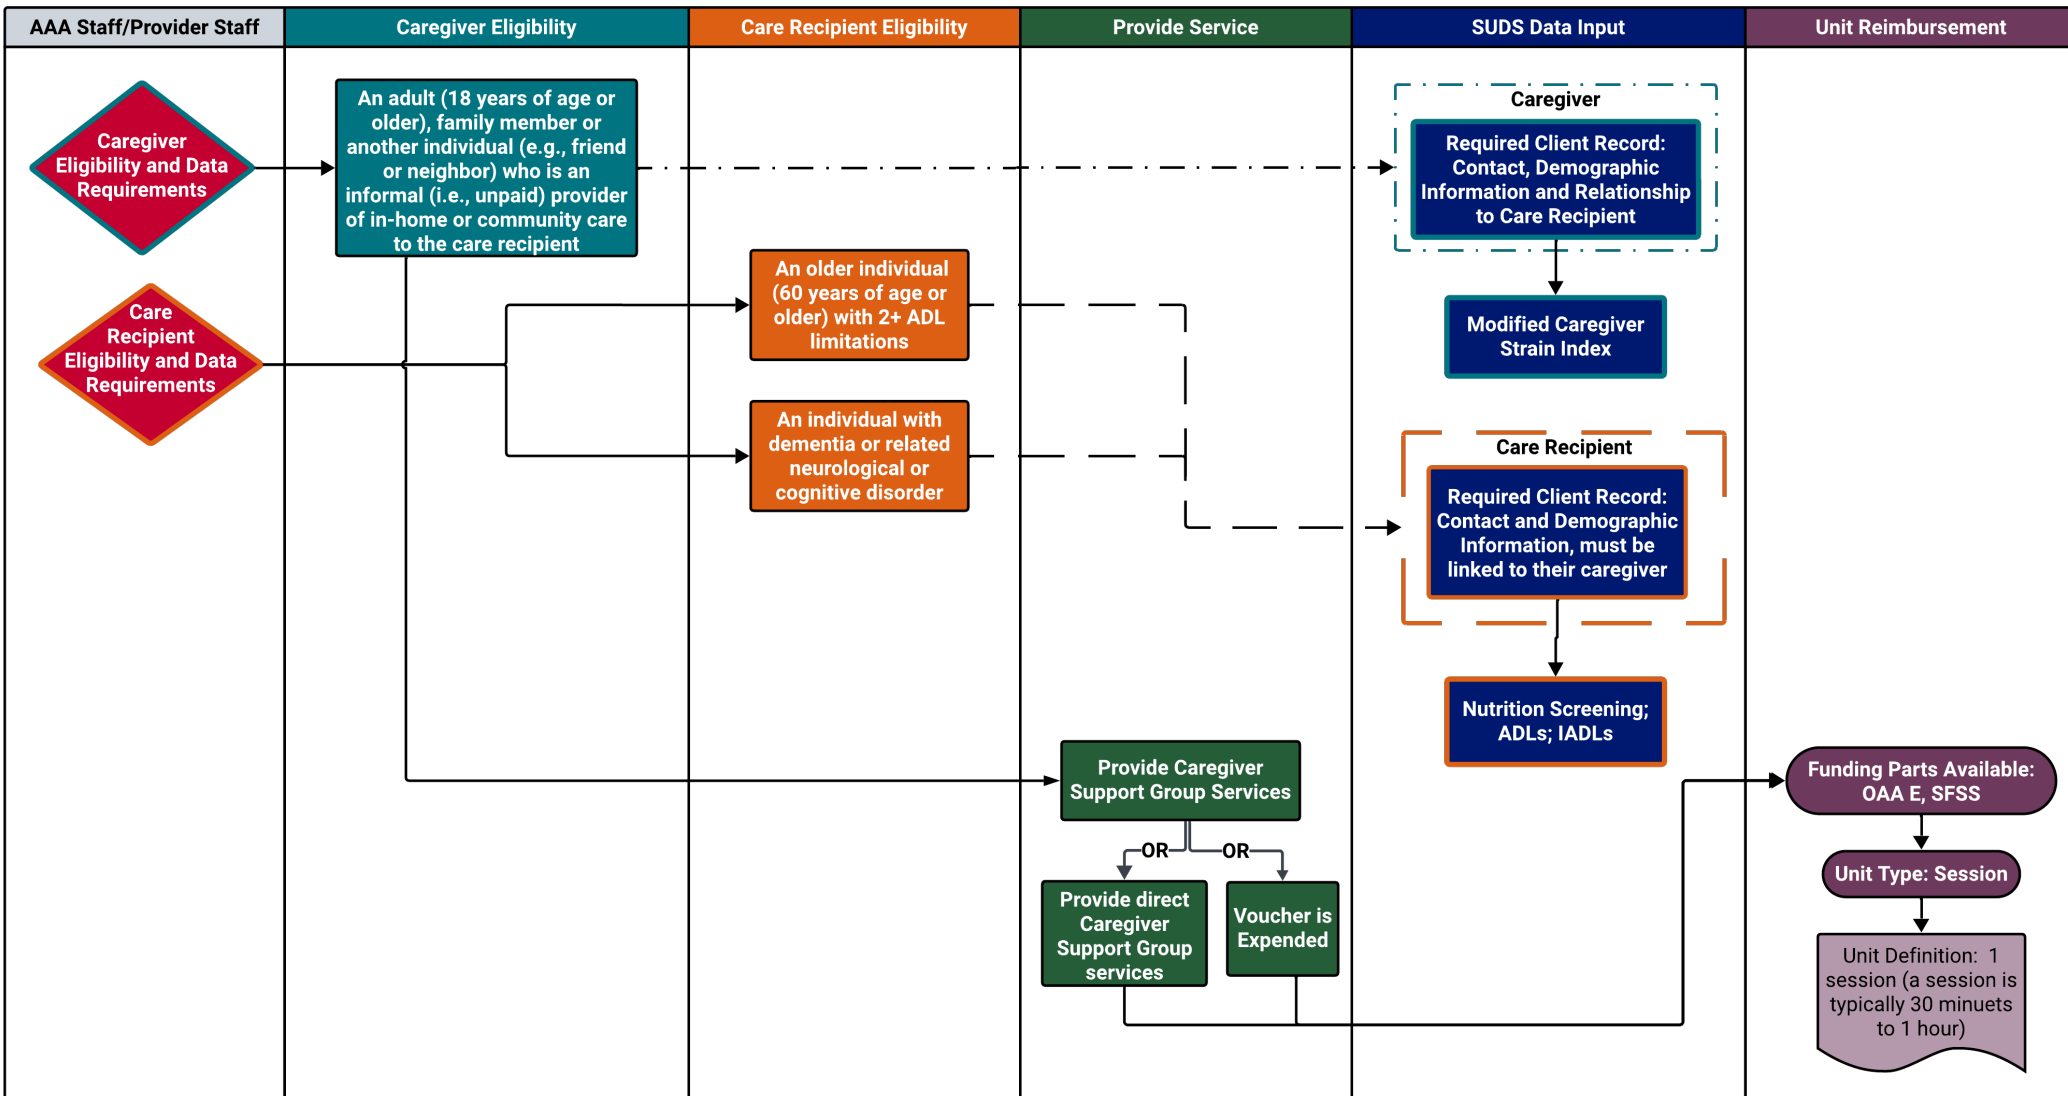 AAA Staff/Provider Staff
Caregiver Eligibility
Care Recipient Eligibility
Provide Service
SUDS Data Input
Unit Reimbursement
Caregiver
Eligibility and Data
Requirements
An adult (18 years of age or
older), family member or
another individual (e.g., friend
or neighbor) who is an
informal (i.e., unpaid) provider
of in-home or community care
to the care recipient
Caregiver
Required Client Record:
Contact, Demographic
Information and Relationship
to Care Recipient
Modified Caregiver
Strain Index
Care
Recipient
Eligibility and Data
Requirements
An older individual
(60 years of age or
older) with 2+ ADL
limitations
An individual with
dementia or related
neurological or
cognitive disorder
Care Recipient
Required Client Record:
Contact and Demographic
Information, must be
linked to their caregiver
Nutrition Screening;
ADLs; IADLs
Provide Caregiver
Support Group Services
OR
OR
Provide direct
Caregiver
Support Group
services
Voucher is
Expended
Funding Parts Available:
OAA E, SFSS
Unit Type: Session
Unit Definition: 1
session (a session is
typically 30 minuets
to 1 hour)